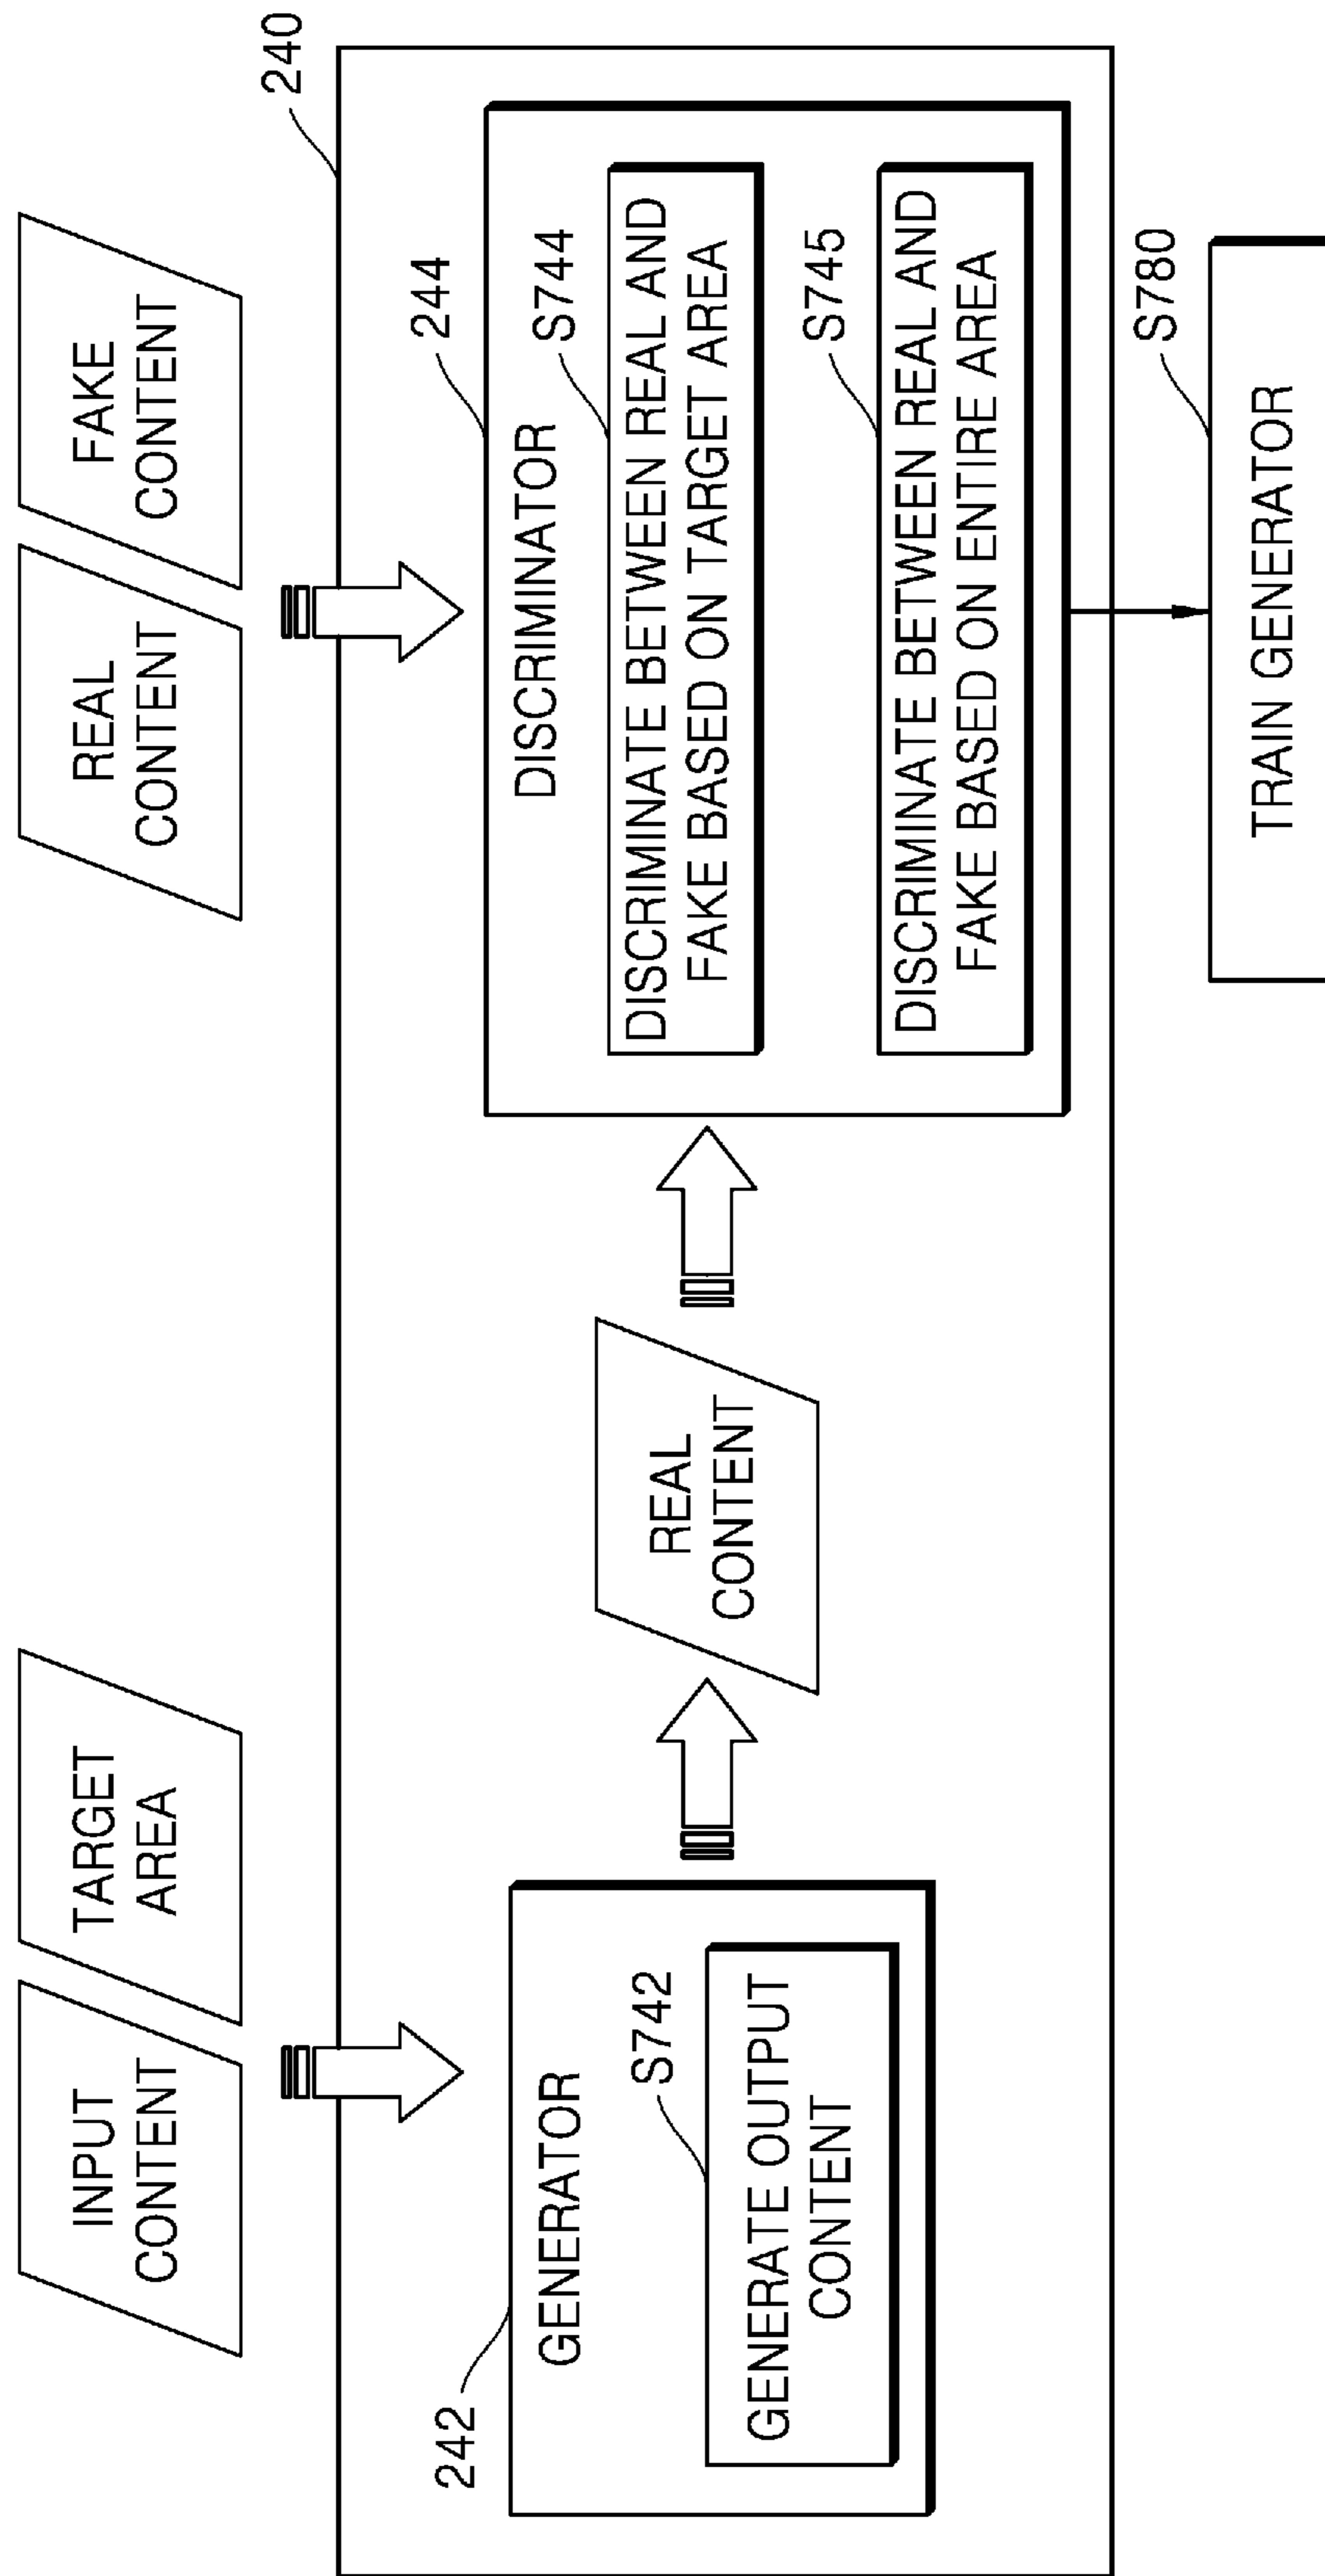 INPUT
CONTENT
TARGET
AREA
REAL
CONTENT
FAKE
CONTENT
240
242
GENERATOR
S742
GENERATE OUTPUT
CONTENT
REAL
CONTENT
244
DISCRIMINATOR
S744
DISCRIMINATE BETWEEN REAL AND
FAKE BASED ON TARGET AREA
S745
DISCRIMINATE BETWEEN REAL AND
FAKE BASED ON ENTIRE AREA
S780
TRAIN GENERATOR